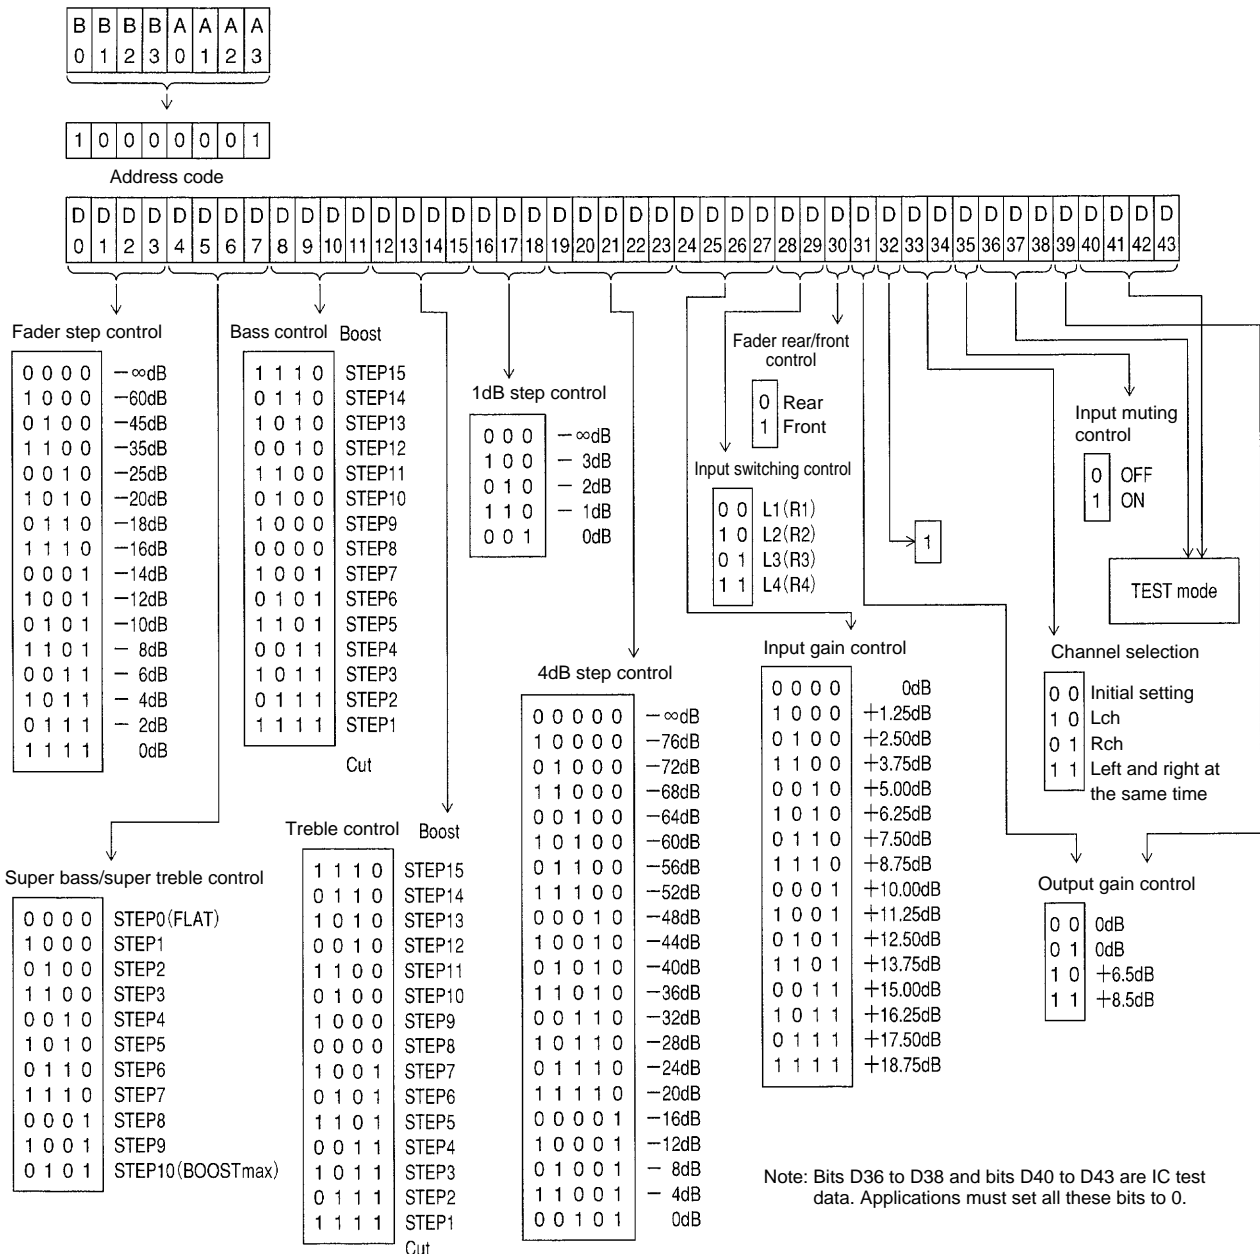 B B B B A A A A
0 1 2 3 0 1 2 3
1 0 0 0 0 0 0 1
Address code
D D D D D D D D D D D D D D D D D D D D D D D D D D D D D D D D D D D D D D D D D D D D
0 1 2 3 4 5 6 7 8 9 10 11 12 13 14 15 16 17 18 19 20 21 22 23 24 25 26 27 28 29 30 31 32 33 34 35 36 37 38 39 40 41 42 43
Fader step control
0 0 0 0 −∞dB
1 0 0 0 −60dB
0 1 0 0 −45dB
1 1 0 0 −35dB
0 0 1 0 −25dB
1 0 1 0 −20dB
0 1 1 0 −18dB
1 1 1 0 −16dB
0 0 0 1 −14dB
1 0 0 1 −12dB
0 1 0 1 −10dB
1 1 0 1 − 8dB
0 0 1 1 − 6dB
1 0 1 1 − 4dB
0 1 1 1 − 2dB
1 1 1 1 0dB
Super bass/super treble control
0 0 0 0 STEP0(FLAT)
1 0 0 0 STEP1
0 1 0 0 STEP2
1 1 0 0 STEP3
0 0 1 0 STEP4
1 0 1 0 STEP5
0 1 1 0 STEP6
1 1 1 0 STEP7
0 0 0 1 STEP8
1 0 0 1 STEP9
0 1 0 1 STEP10(BOOSTmax)
Bass control Boost
1 1 1 0 STEP15
0 1 1 0 STEP14
1 0 1 0 STEP13
0 0 1 0 STEP12
1 1 0 0 STEP11
0 1 0 0 STEP10
1 0 0 0 STEP9
0 0 0 0 STEP8
1 0 0 1 STEP7
0 1 0 1 STEP6
1 1 0 1 STEP5
0 0 1 1 STEP4
1 0 1 1 STEP3
0 1 1 1 STEP2
1 1 1 1 STEP1
Cut
Treble control Boost
1 1 1 0 STEP15
0 1 1 0 STEP14
1 0 1 0 STEP13
0 0 1 0 STEP12
1 1 0 0 STEP11
0 1 0 0 STEP10
1 0 0 0 STEP9
0 0 0 0 STEP8
1 0 0 1 STEP7
0 1 0 1 STEP6
1 1 0 1 STEP5
0 0 1 1 STEP4
1 0 1 1 STEP3
0 1 1 1 STEP2
1 1 1 1 STEP1
Cut
1dB step control
0 0 0 −∞dB
1 0 0 − 3dB
0 1 0 − 2dB
1 1 0 − 1dB
0 0 1 0dB
4dB step control
0 0 0 0 0 −∞dB
1 0 0 0 0 −76dB
0 1 0 0 0 −72dB
1 1 0 0 0 −68dB
0 0 1 0 0 −64dB
1 0 1 0 0 −60dB
0 1 1 0 0 −56dB
1 1 1 0 0 −52dB
0 0 0 1 0 −48dB
1 0 0 1 0 −44dB
0 1 0 1 0 −40dB
1 1 0 1 0 −36dB
0 0 1 1 0 −32dB
1 0 1 1 0 −28dB
0 1 1 1 0 −24dB
1 1 1 1 0 −20dB
0 0 0 0 1 −16dB
1 0 0 0 1 −12dB
0 1 0 0 1 − 8dB
1 1 0 0 1 − 4dB
0 0 1 0 1 0dB
Fader rear/front
control
0 Rear
1 Front
Input switching control
0 0 L1(R1)
1 0 L2(R2)
0 1 L3(R3)
1 1 L4(R4)
1
Input gain control
0 0 0 0 0dB
1 0 0 0 +1.25dB
0 1 0 0 +2.50dB
1 1 0 0 +3.75dB
0 0 1 0 +5.00dB
1 0 1 0 +6.25dB
0 1 1 0 +7.50dB
1 1 1 0 +8.75dB
0 0 0 1 +10.00dB
1 0 0 1 +11.25dB
0 1 0 1 +12.50dB
1 1 0 1 +13.75dB
0 0 1 1 +15.00dB
1 0 1 1 +16.25dB
0 1 1 1 +17.50dB
1 1 1 1 +18.75dB
Input muting
control
0 OFF
1 ON
TEST mode
Channel selection
0 0 Initial setting
1 0 Lch
0 1 Rch
1 1 Left and right at
the same time
Output gain control
0 0 0dB
0 1 0dB
1 0 +6.5dB
1 1 +8.5dB
Note: Bits D36 to D38 and bits D40 to D43 are IC test
data. Applications must set all these bits to 0.